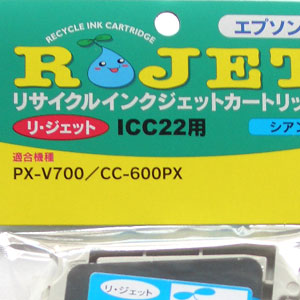 RECYCLE INK CARTRIDGE
エプソン
RJET
リサイクルインクジェットカートリッ
リ・ジェット ICC22用 シアン
適合機種
PX-V700／CC-600PX
リ・ジェット